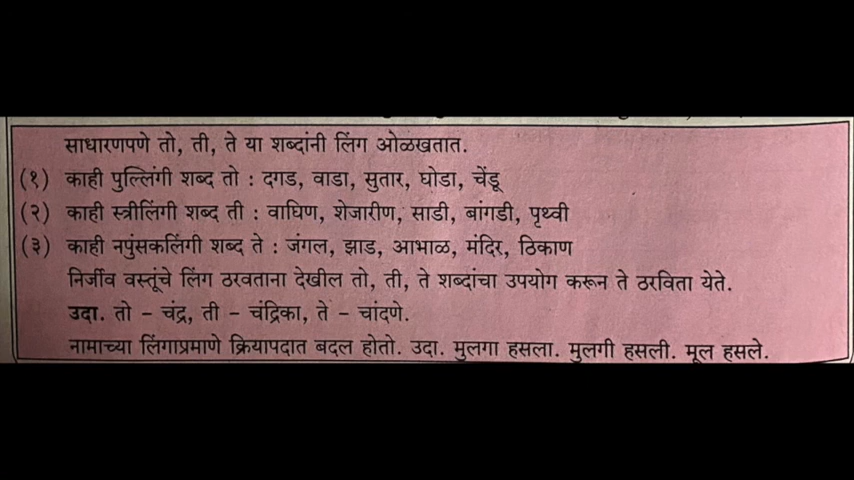 साधारणपणे तो, ती, ते या शब्दांनी लिंग ओळखतात.
(१) काही पुल्लिंगी शब्द तो : दगड, वाडा, सुतार, घोडा, चेंडू
(२) काही स्त्रीलिंगी शब्द ती : वाघिण, शेजारीण, साडी, बांगडी, पृथ्वी
(३) काही नपुंसकलिंगी शब्द ते : जंगल, झाड, आभाळ, मंदिर, ठिकाण
निर्जीव वस्तूंचे लिंग ठरवताना देखील तो, ती, ते शब्दांचा उपयोग करून ते ठरविता येते.
उदा. तो - चंद्र, ती - चंद्रिका, ते - चांदणे.
नामाच्या लिंगाप्रमाणे क्रियापदात बदल होतो. उदा. मुलगा हसला. मुलगी हसली. मूल हसले.